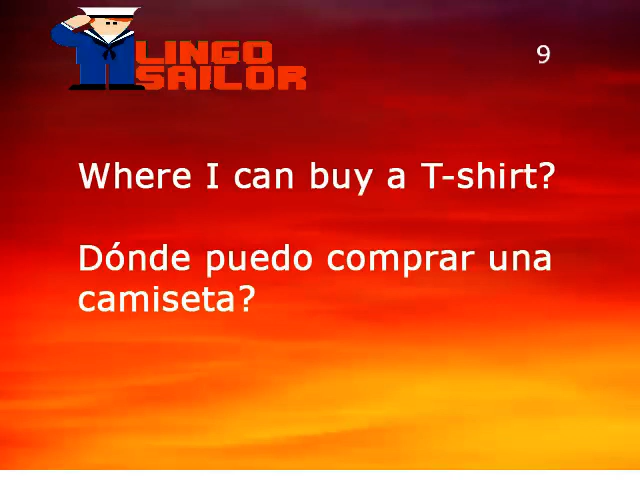 LINGO
SAILOR
9
Where I can buy a T-shirt?
Dónde puedo comprar una
camiseta?